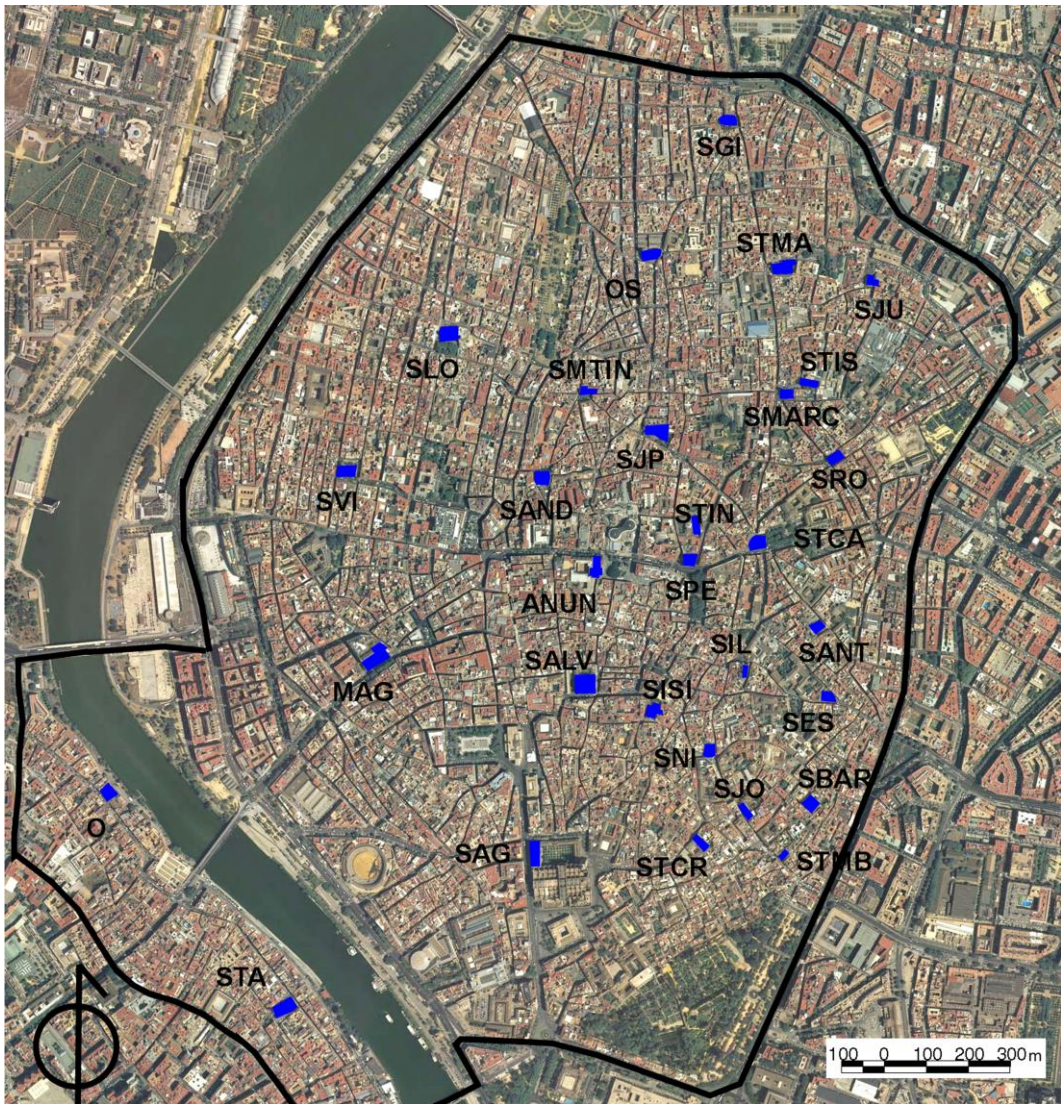 SGI
STMA
OS
SJU
SLO
SMTIN
STIS
SMARC
SJP
SRO
SVI
SAND
STIN
STCA
ANUN
SPE
SIL
SANT
MAG
SALV
SISI
SES
SNI
SJO
SBAR
O
SAG
STCR
STMB
STA
100 0 100 200 300m